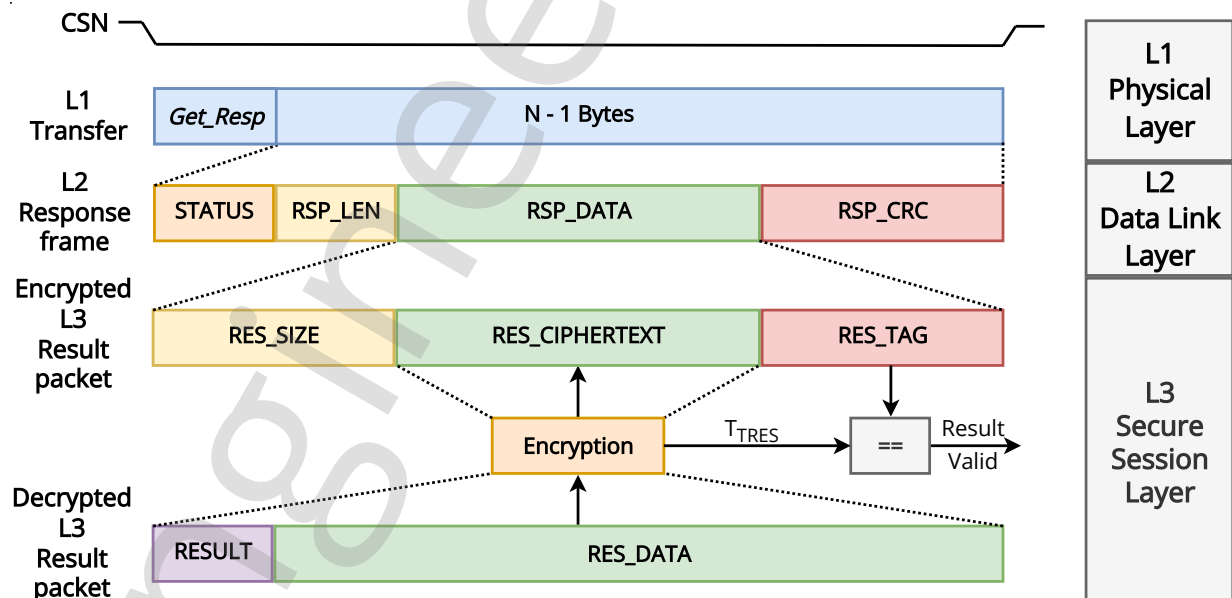 CSN
L1
Transfer
Get_Resp
N - 1 Bytes
L1
Physical
Layer
L2
Response
frame
STATUS
RSP_LEN
RSP_DATA
RSP_CRC
L2
Data Link
Layer
Encrypted
L3
Result
packet
RES_SIZE
RES_CIPHERTEXT
RES_TAG
Encryption
TTRES
==
Result
Valid
L3
Secure
Session
Layer
Decrypted
L3
Result
packet
RESULT
RES_DATA